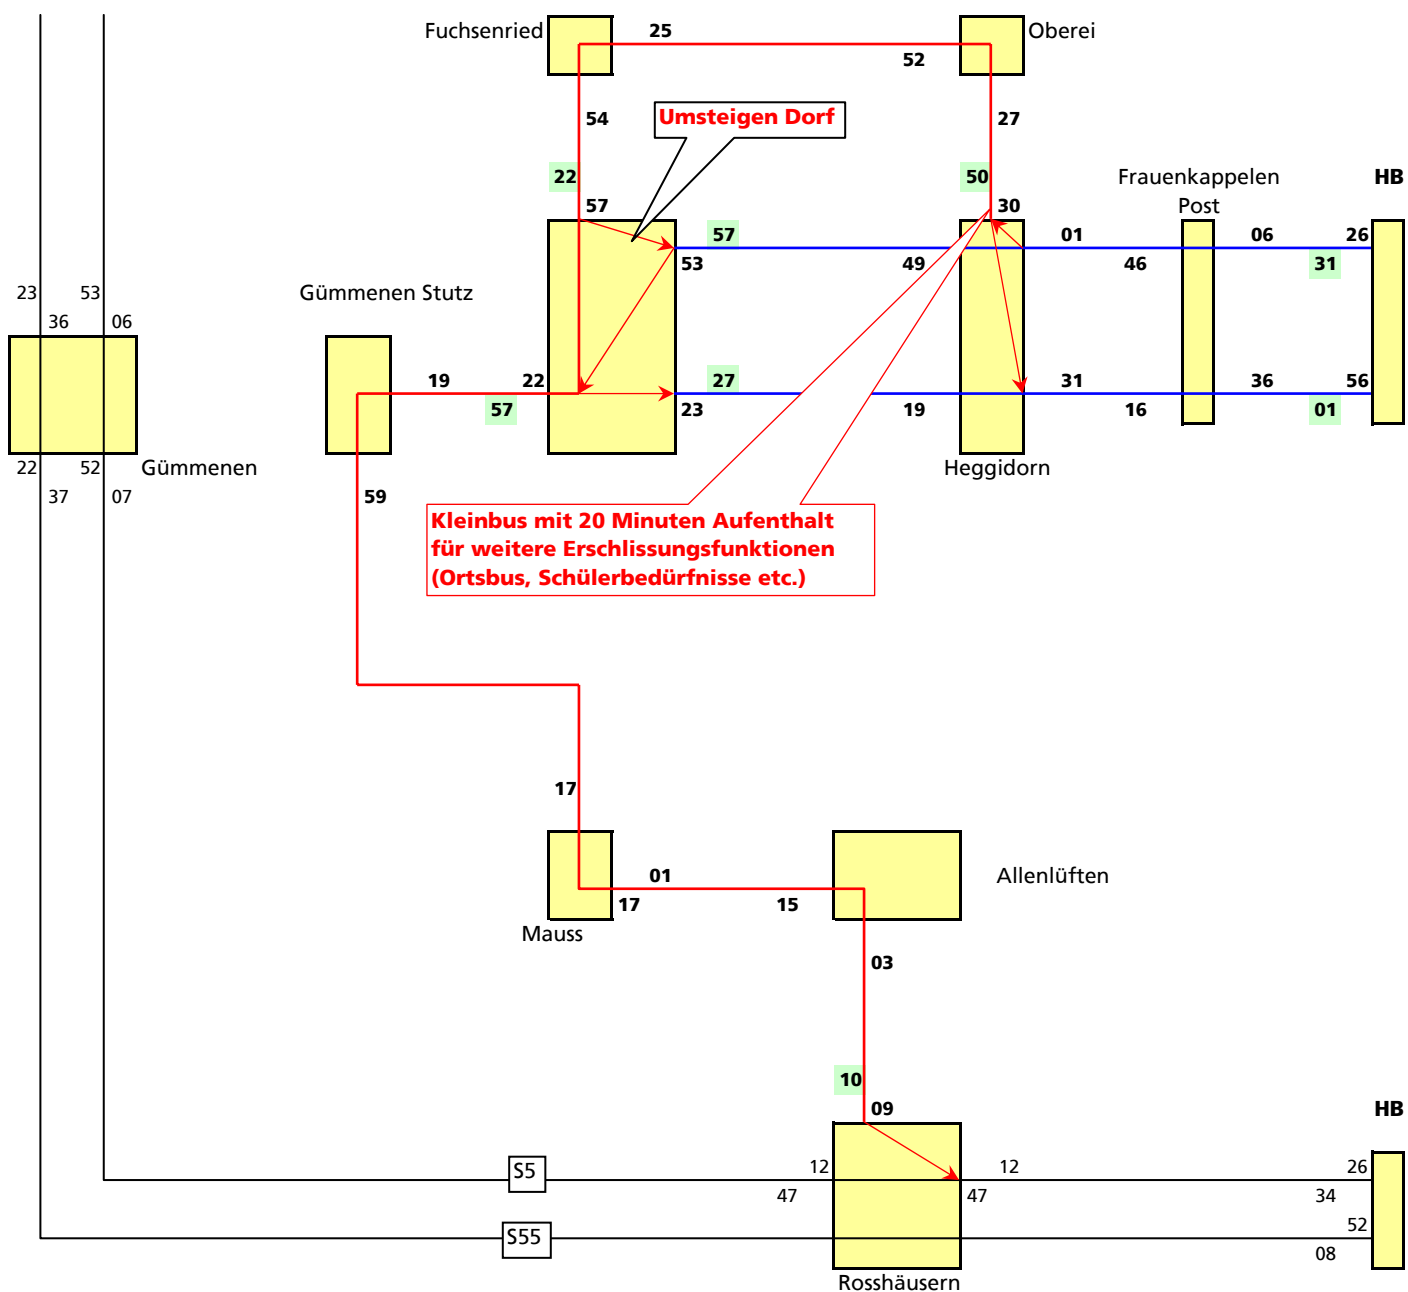 Fuchsenried
25
52
Oberei
54
Umsteigen Dorf
27
22
57
50
30
Frauenkappelen
Post
HB
57
53
49
01
46
06
26
31
23
53
36
06
Gümmenen Stutz
19
22
57
27
23
19
31
16
36
56
01
22
52
Gümmenen
37
07
59
Heggidorn
Kleinbus mit 20 Minuten Aufenthalt
für weitere Erschlissungsfunktionen
(Ortsbus, Schülerbedürfnisse etc.)
17
01
17
15
Mauss
Allenlüften
03
10
09
HB
S5
12
47
12
47
26
34
S55
52
08
Rosshäusern